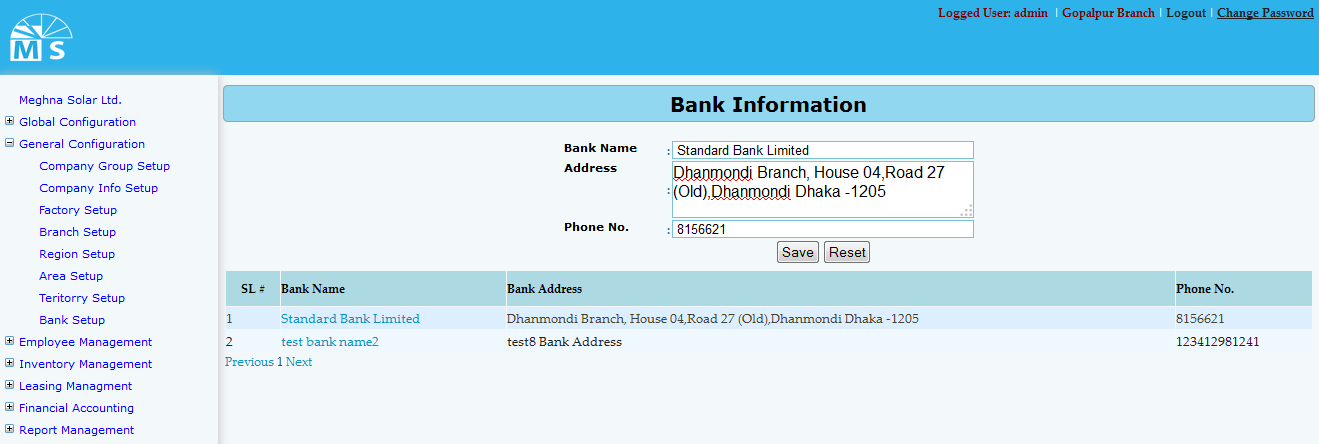 Logged User: admin | Gopalpur Branch | Logout | Change Password
M S
Meghna Solar Ltd.
Global Configuration
General Configuration
Company Group Setup
Company Info Setup
Factory Setup
Branch Setup
Region Setup
Area Setup
Teritorry Setup
Bank Setup
Employee Management
Inventory Management
Leasing Managment
Financial Accounting
Report Management
Bank Information
Bank Name : Standard Bank Limited
Address : Dhanmondi Branch, House 04,Road 27
(Old),Dhanmondi Dhaka -1205
Phone No. : 8156621
Save Reset
SL # Bank Name Bank Address Phone No.
1 Standard Bank Limited Dhanmondi Branch, House 04,Road 27 (Old),Dhanmondi Dhaka -1205 8156621
2 test bank name2 test8 Bank Address 123412981241
Previous 1 Next